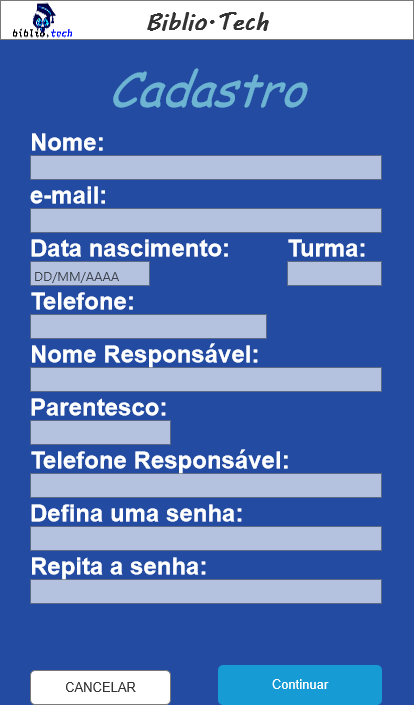 biblio.tech
Biblio·Tech
Cadastro
Nome:
e-mail:
Data nascimento: Turma:
DD/MM/AAAA
Telefone:
Nome Responsável:
Parentesco:
Telefone Responsável:
Defina uma senha:
Repita a senha:
CANCELAR Continuar